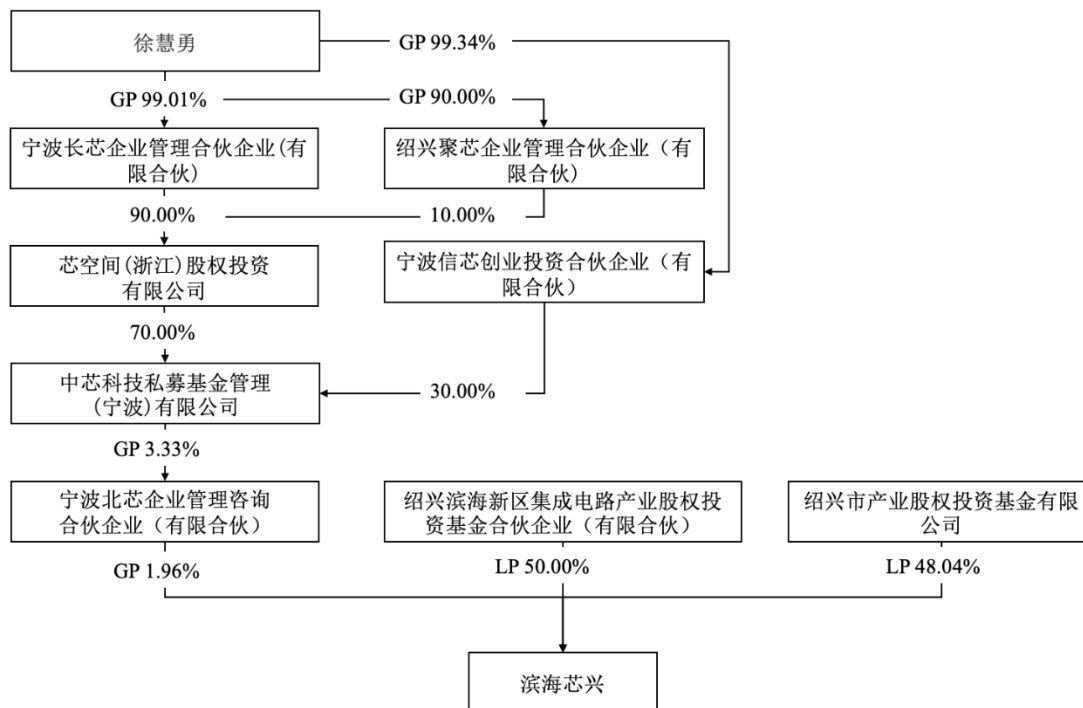 徐慧勇
GP 99.34%
GP 99.01%
GP 90.00%
宁波长芯企业管理合伙企业(有
限合伙)
绍兴聚芯企业管理合伙企业（有
限合伙)
90.00%
10.00%
芯空间(浙江)股权投资
有限公司
宁波信芯创业投资合伙企业（有
限合伙）
70.00%
中芯科技私募基金管理
(宁波)有限公司
30.00%
GP 3.33%
宁波北芯企业管理咨询
合伙企业（有限合伙）
绍兴滨海新区集成电路产业股权投
资基金合伙企业（有限合伙）
绍兴市产业股权投资基金有限
公司
GP 1.96%
LP 50.00%
LP 48.04%
滨海芯兴